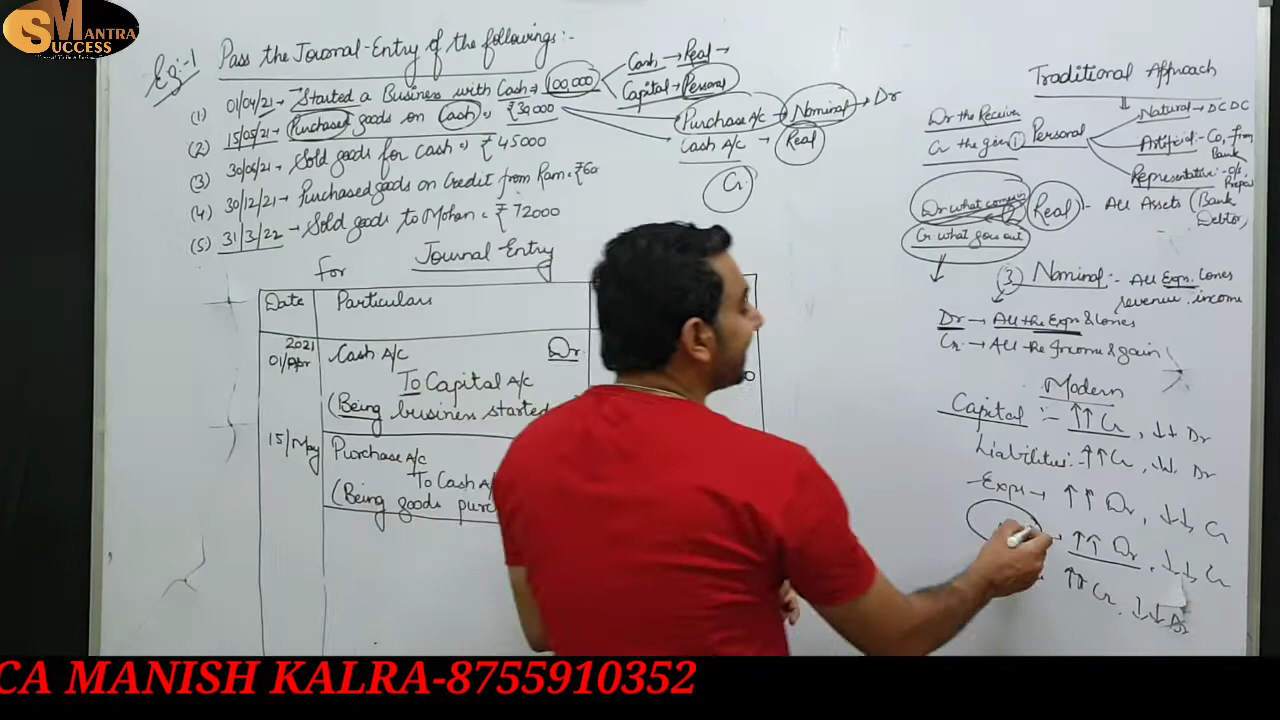 SUCCESS MANTRA
Eg:-1 Pass the Journal-Entry of the followings:-
(1) 01/04/21 → Started a Business with Cash = 100,000
Cash → Real →
Capital → Personal
(2) 15/05/21 → Purchased goods on Cash = ₹30000
Purchase A/c → Nominal → Dr
Cash A/c → Real
Cr.
(3) 30/06/21 → Sold goods for Cash = ₹45000
(4) 30/12/21 → Purchased goods on Credit from Ram = ₹60
(5) 31/3/22 → Sold goods to Mohan = ₹72000
Journal Entry
For
Date Particulars
2021
01/Apr Cash A/c Dr
To Capital A/c
(Being business started
15/May Purchase A/c
To Cash A/
(Being goods purc
Traditional Approach
Dr the Receiver
Cr the giver
① Personal
Natural → DC DC
Artificial:- Co, firm
Bank
Representative:- o/s,
Prepai
Dr what comes in
Cr what goes out
② Real :- All Assets (Bank
Debtor,
③ Nominal :- All Expn. Losses
revenue. income
Dr → All the Expn & Losses
Cr → All the Income & gain
Modern
Capital :- ↑↑ Cr, ↓↓ Dr
Liabilities:- ↑↑ Cr, ↓↓ Dr
- Exps → ↑↑ Dr, ↓↓ Cr
↑↑ Dr, ↓↓ Cr
↑↑ Cr, ↓↓ Dr
CA MANISH KALRA-8755910352